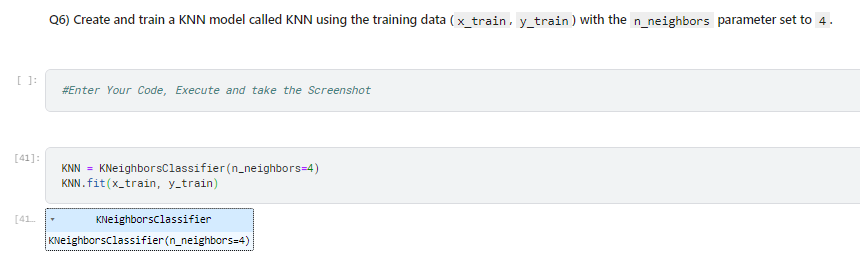 Q6) Create and train a KNN model called KNN using the training data ( x_train , y_train ) with the n_neighbors parameter set to 4 .
[ ]:
#Enter Your Code, Execute and take the Screenshot
[41]:
KNN = KNeighborsClassifier(n_neighbors=4)
KNN.fit(x_train, y_train)
[41…
▾ KNeighborsClassifier
KNeighborsClassifier(n_neighbors=4)